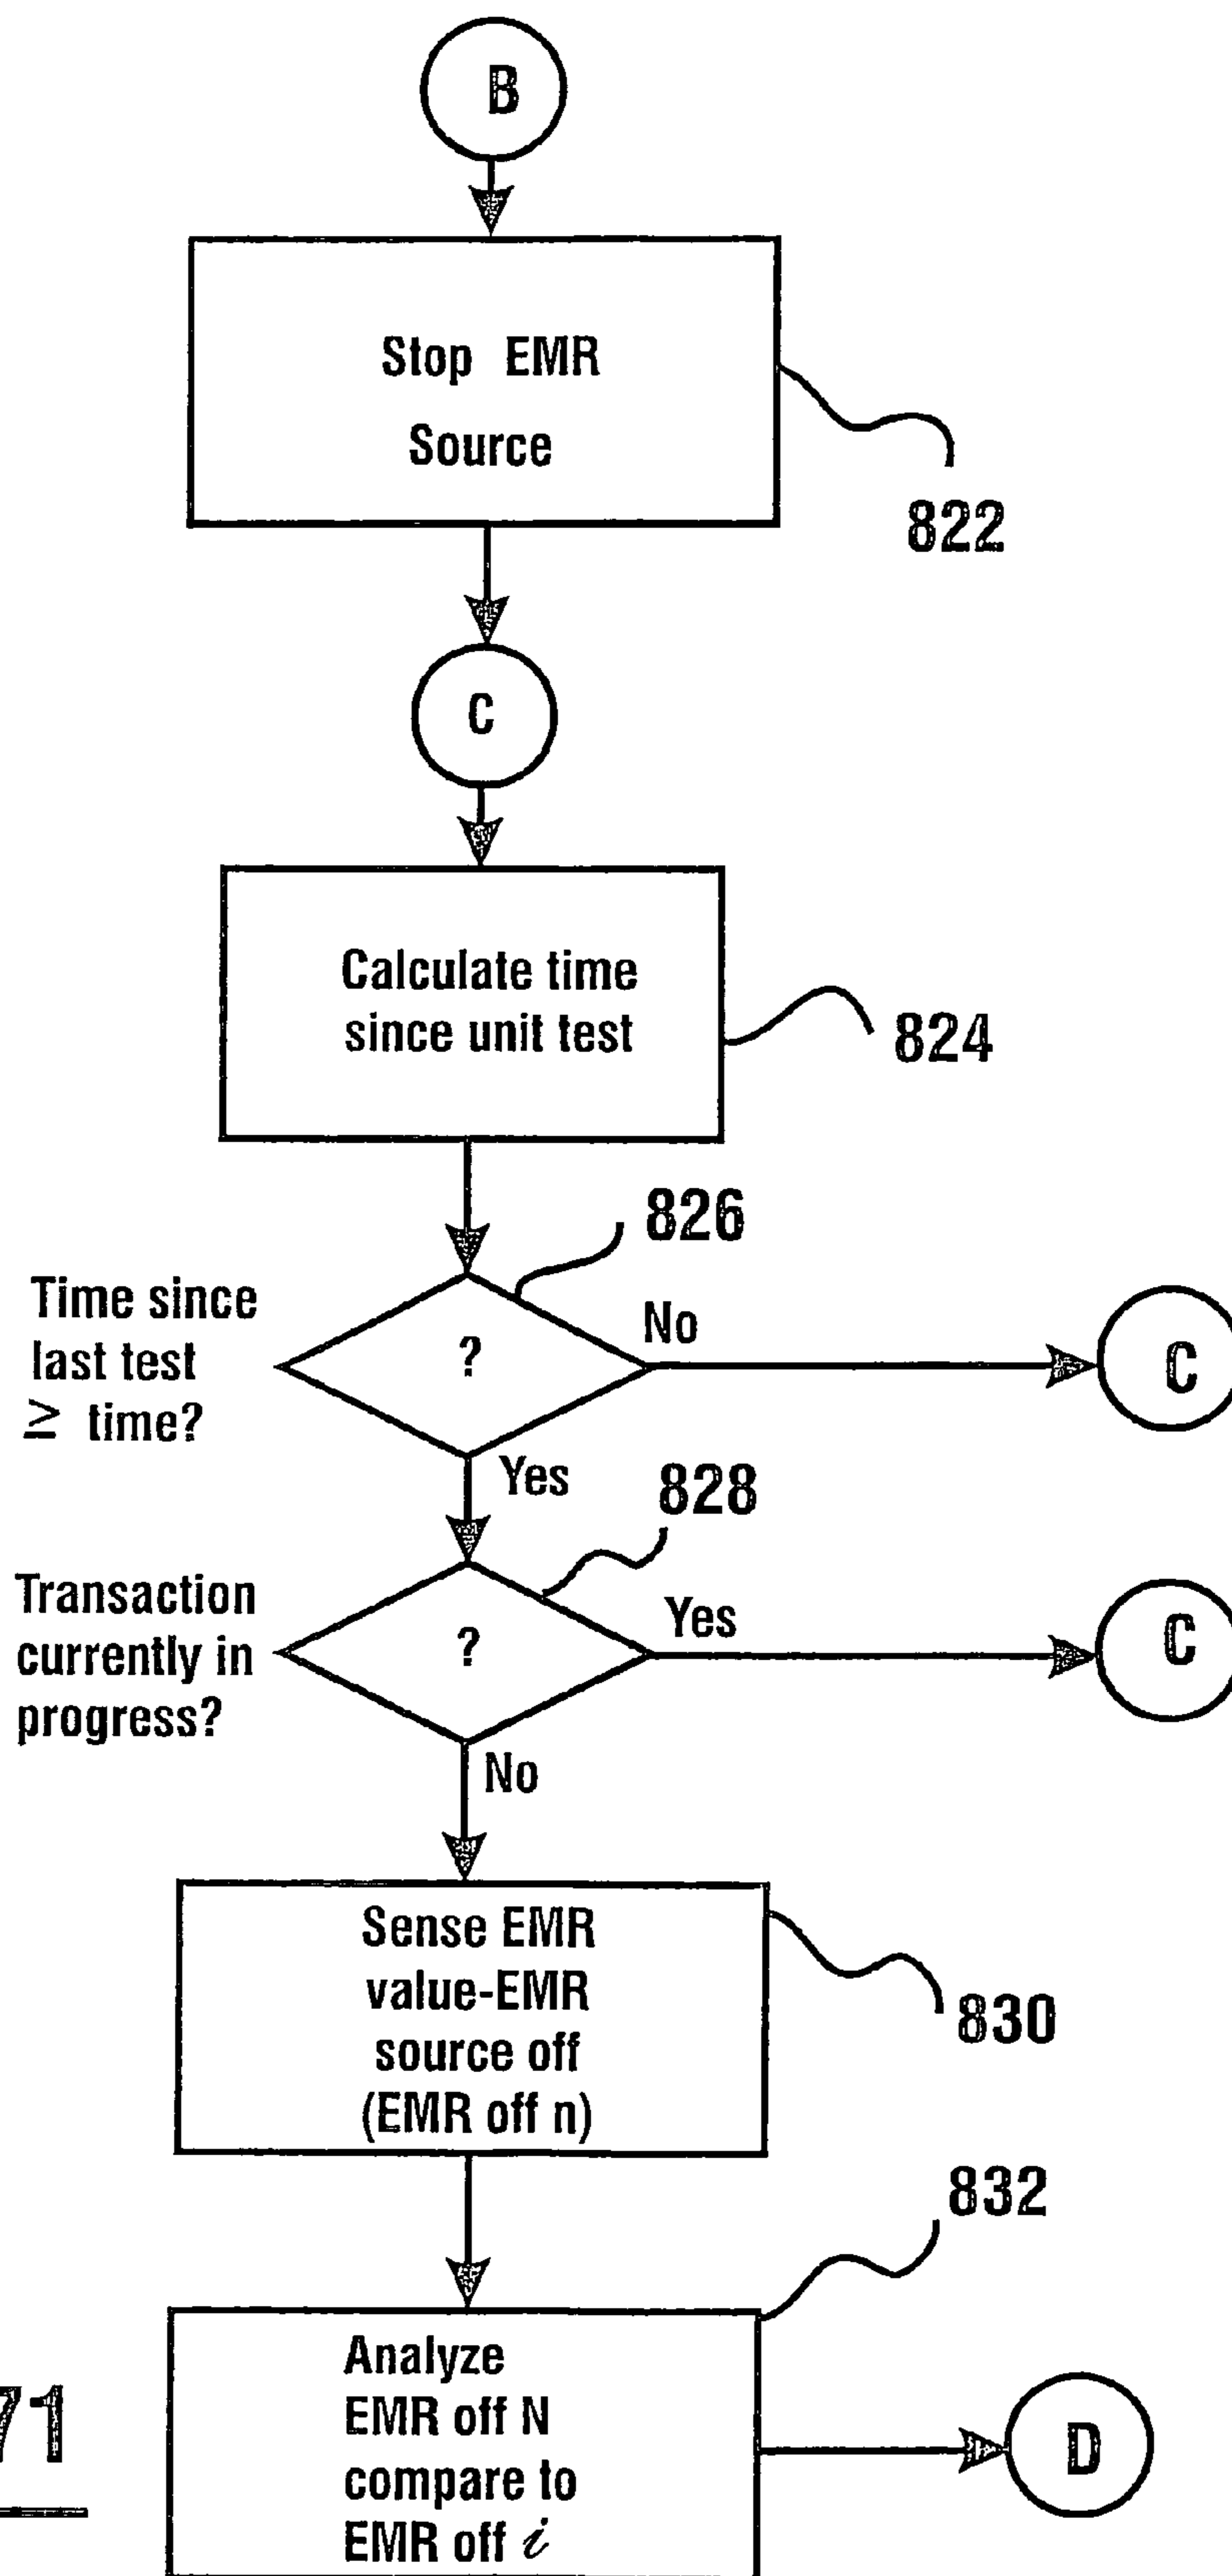 B
Stop EMR
Source
822
C
Calculate time
since unit test
824
826
Time since
last test
≥ time?
?
No
C
Yes
828
Transaction
currently in
progress?
?
Yes
C
No
Sense EMR
value-EMR
source off
(EMR off n)
830
832
Analyze
EMR off N
compare to
EMR off i
D
71